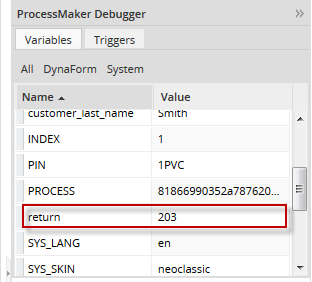 ProcessMaker Debugger
Variables Triggers
All DynaForm System
Name Value
customer_last_name Smith
INDEX 1
PIN 1PVC
PROCESS 81866990352a787620...
return 203
SYS_LANG en
SYS_SKIN neoclassic